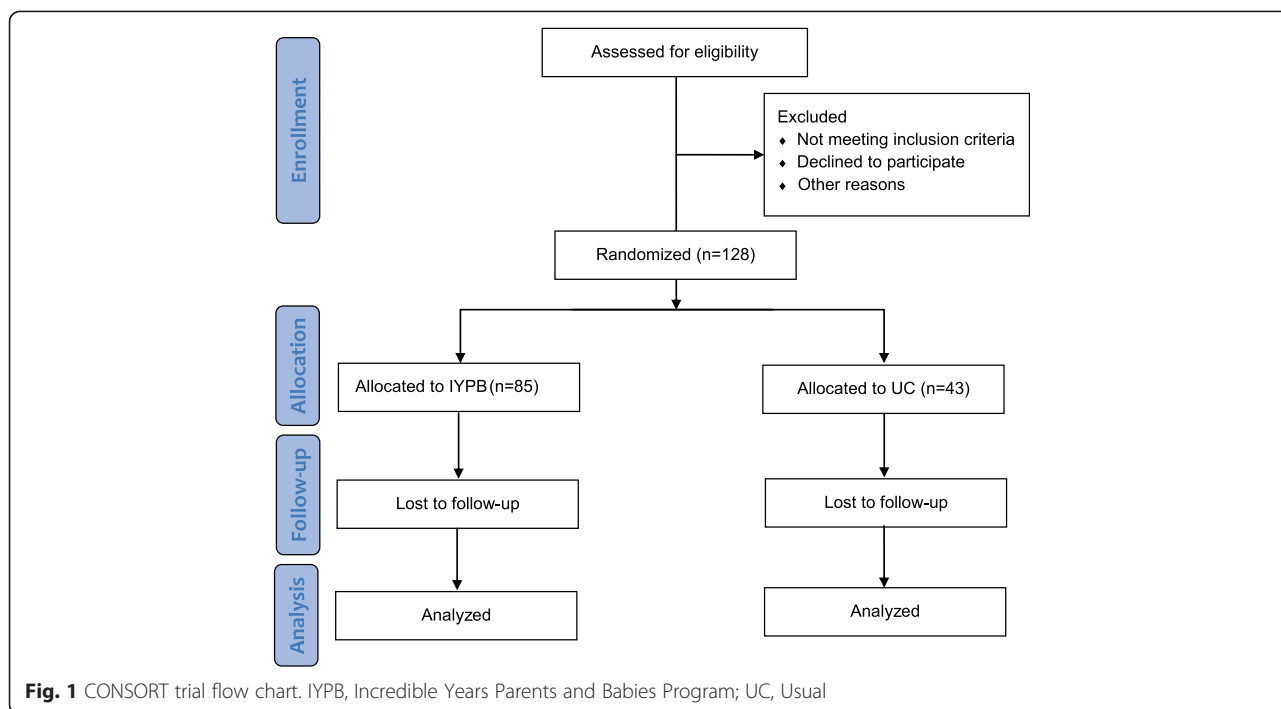 Enrollment
Assessed for eligibility
Excluded
♦ Not meeting inclusion criteria
♦ Declined to participate
♦ Other reasons
Randomized (n=128)
Allocation
Allocated to IYPB (n=85)
Allocated to UC (n=43)
Follow-up
Lost to follow-up
Lost to follow-up
Analysis
Analyzed
Analyzed
Fig. 1 CONSORT trial flow chart. IYPB, Incredible Years Parents and Babies Program; UC, Usual